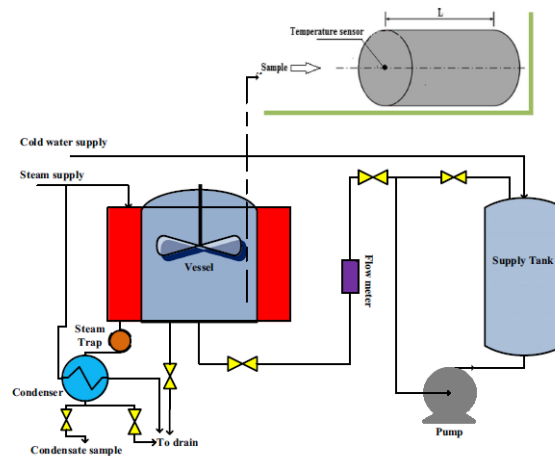 L
Temperature sensor
Sample
Cold water supply
Steam supply
Vessel
Flow meter
Supply Tank
Steam
Trap
Condenser
To drain
Condensate sample
Pump